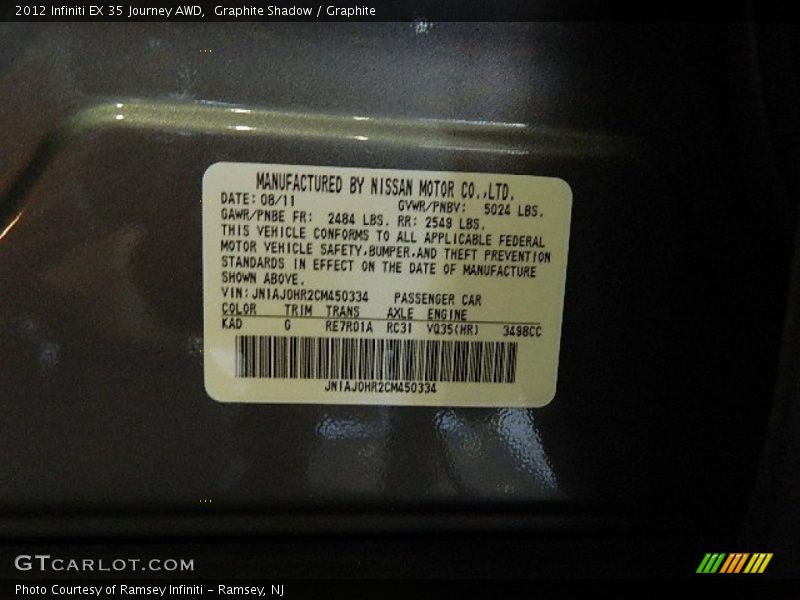 2012 Infiniti EX 35 Journey AWD,  Graphite Shadow / Graphite
MANUFACTURED BY NISSAN MOTOR CO.,LTD.
DATE: 08/11 GVWR/PNBV: 5024 LBS.
GAWR/PNBE FR: 2484 LBS. RR: 2549 LBS.
THIS VEHICLE CONFORMS TO ALL APPLICABLE FEDERAL
MOTOR VEHICLE SAFETY,BUMPER,AND THEFT PREVENTION
STANDARDS IN EFFECT ON THE DATE OF MANUFACTURE
SHOWN ABOVE.
VIN: JN1AJ0HR2CM450334 PASSENGER CAR
COLOR TRIM TRANS AXLE ENGINE
KAD G RE7R01A RC31 VQ35(HR) 3498CC
JN1AJ0HR2CM450334
GTCARLOT.COM
Photo Courtesy of Ramsey Infiniti - Ramsey, NJ